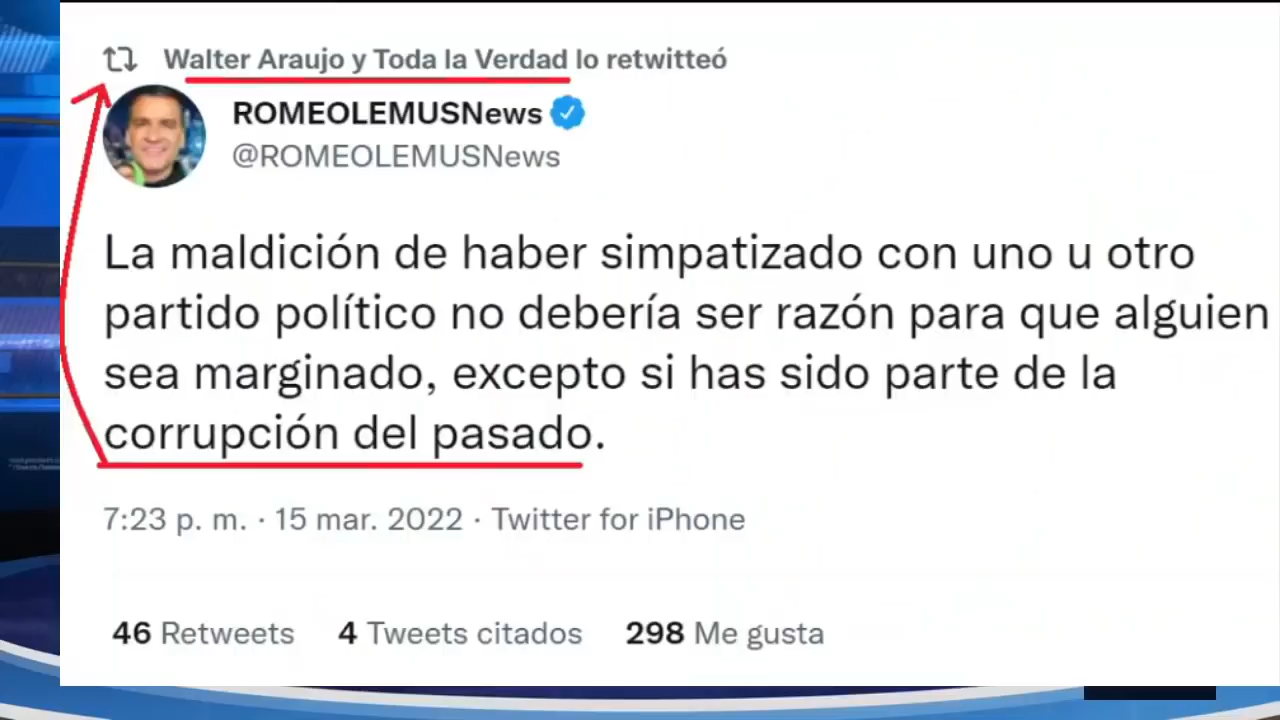 Walter Araujo y Toda la Verdad lo retwitteó
ROMEOLEMUSNews
@ROMEOLEMUSNews
La maldición de haber simpatizado con uno u otro
partido político no debería ser razón para que alguien
sea marginado, excepto si has sido parte de la
corrupción del pasado.
7:23 p. m. · 15 mar. 2022 · Twitter for iPhone
46 Retweets 4 Tweets citados 298 Me gusta